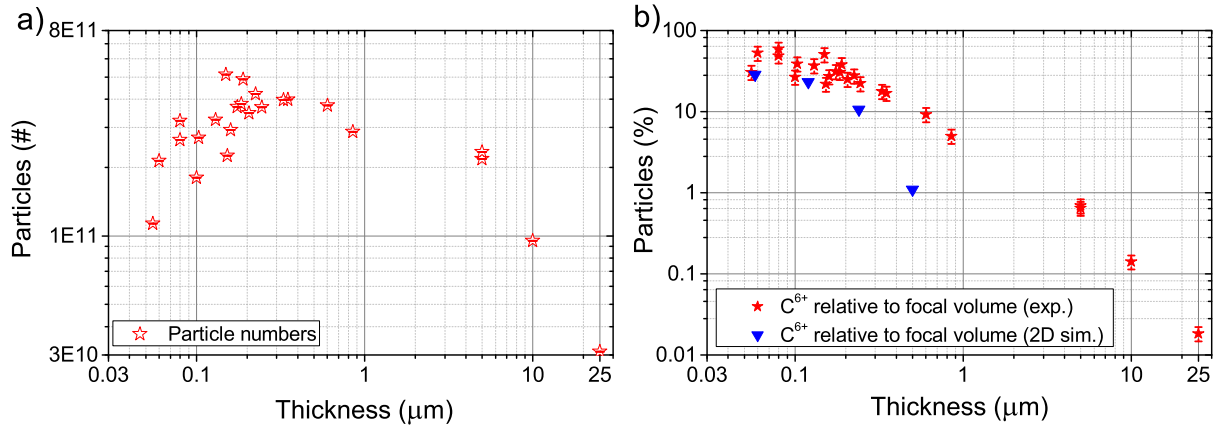 a)
8E11
1E11
3E10
Particles (#)
Particle numbers
0.03
0.1
1
10
25
Thickness (μm)
b)
100
10
1
0.1
0.01
Particles (%)
C6+ relative to focal volume (exp.)
C6+ relative to focal volume (2D sim.)
0.03
0.1
1
10
25
Thickness (μm)